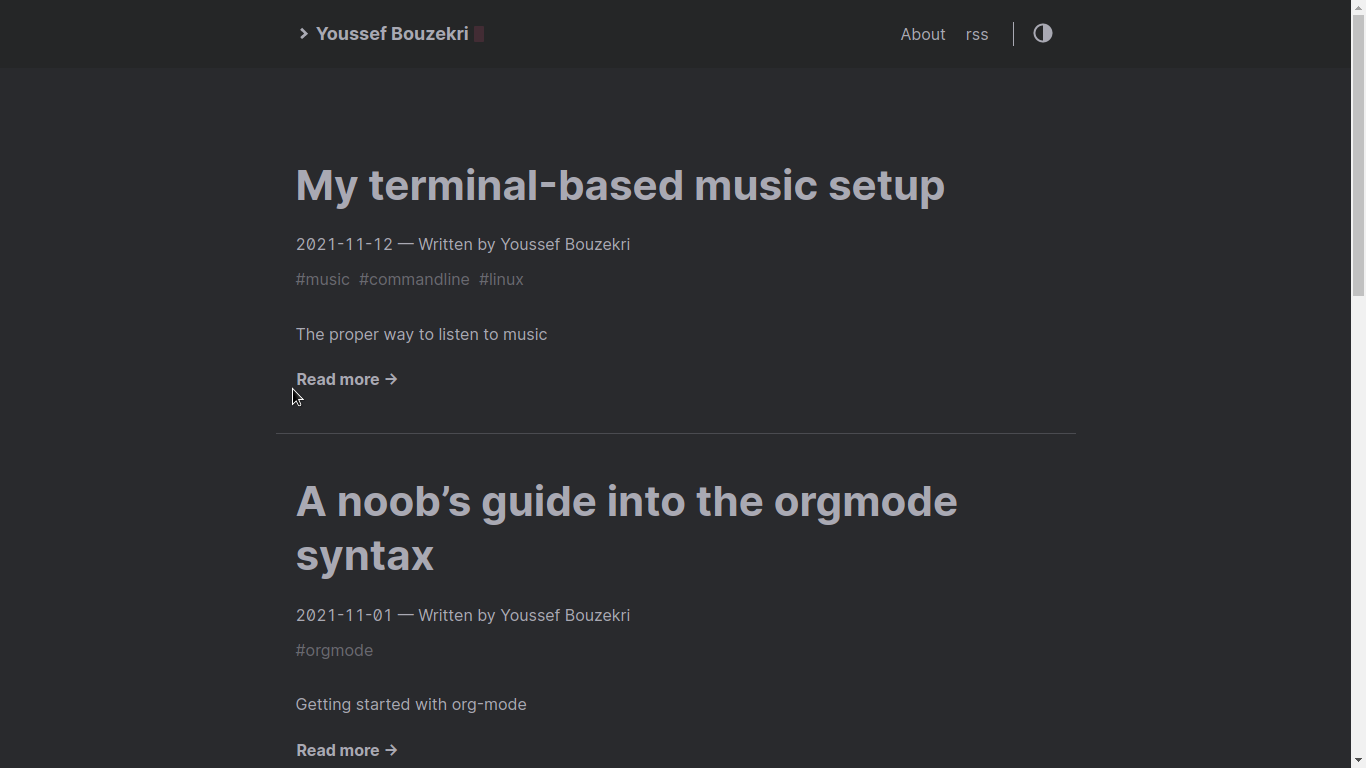 Youssef Bouzekri
About rss
My terminal-based music setup
2021-11-12 — Written by Youssef Bouzekri
#music #commandline #linux
The proper way to listen to music
Read more →
A noob’s guide into the orgmode
syntax
2021-11-01 — Written by Youssef Bouzekri
#orgmode
Getting started with org-mode
Read more →